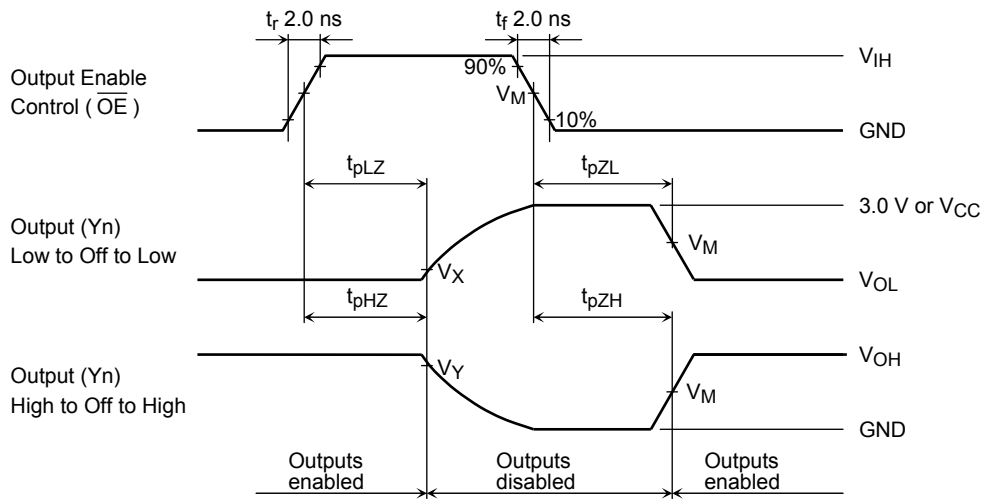 tr 2.0 ns
tf 2.0 ns
Output Enable
Control ( OE )
90%
VM
10%
VIH
GND
tpLZ
tpZL
Output (Yn)
Low to Off to Low
VX
VM
3.0 V or VCC
VOL
tpHZ
tpZH
Output (Yn)
High to Off to High
VY
VM
VOH
GND
Outputs
enabled
Outputs
disabled
Outputs
enabled